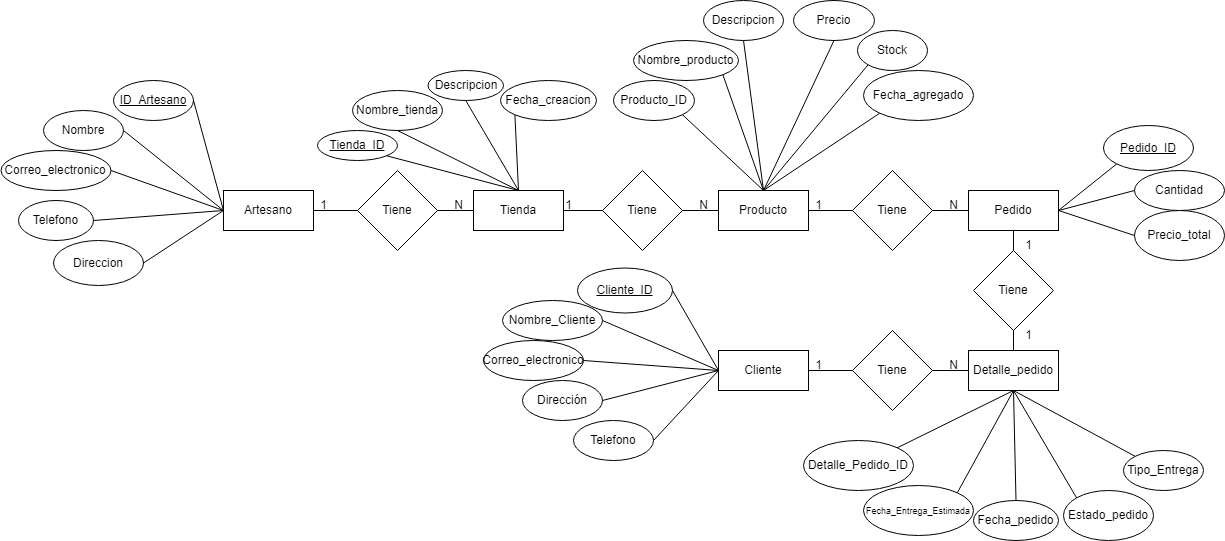 Descripcion
Precio
Nombre_producto
Stock
Producto_ID
Fecha_agregado
Descripcion
Nombre_tienda
Fecha_creacion
Tienda_ID
ID_Artesano
Nombre
Correo_electronico
Telefono
Direccion
Pedido_ID
Cantidad
Precio_total
Artesano
1
Tiene
N
Tienda
1
Tiene
N
Producto
1
Tiene
N
Pedido
1
Tiene
1
Cliente_ID
Nombre_Cliente
Correo_electronico
Dirección
Telefono
Cliente
1
Tiene
N
Detalle_pedido
Detalle_Pedido_ID
Fecha_Entrega_Estimada
Fecha_pedido
Estado_pedido
Tipo_Entrega